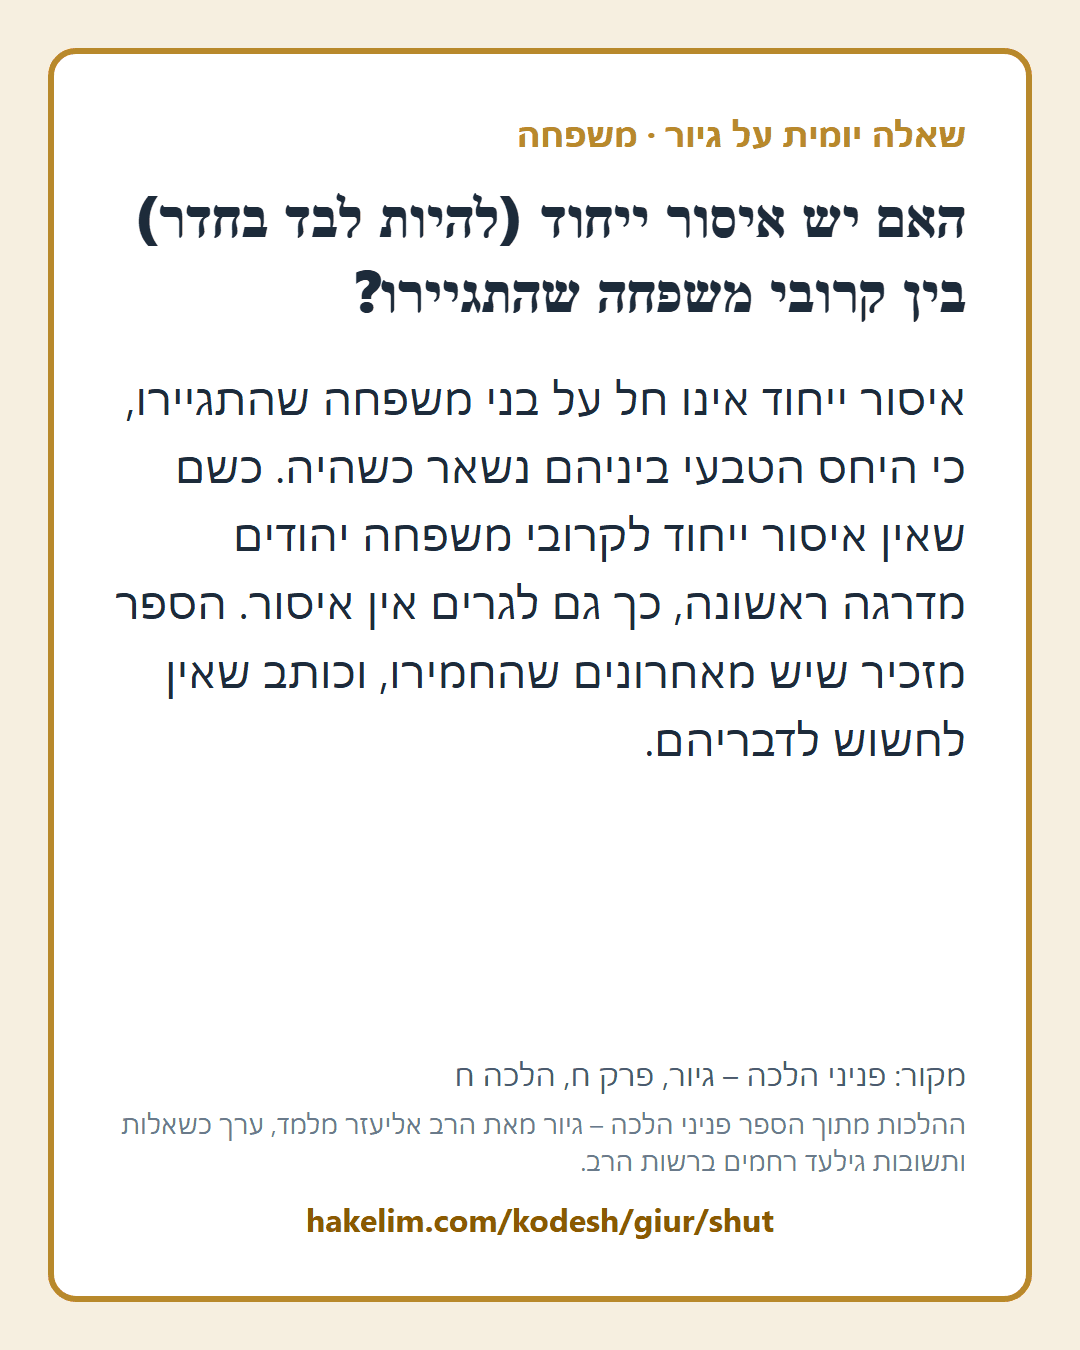 שאלה יומית על גיור · משפחה
האם יש איסור ייחוד (להיות לבד בחדר)
בין קרובי משפחה שהתגיירו?
איסור ייחוד אינו חל על בני משפחה שהתגיירו,
כי היחס הטבעי ביניהם נשאר כשהיה. כשם
שאין איסור ייחוד לקרובי משפחה יהודים
מדרגה ראשונה, כך גם לגרים אין איסור. הספר
מזכיר שיש מאחרונים שהחמירו, וכותב שאין
לחשוש לדבריהם.
מקור: פניני הלכה – גיור, פרק ח, הלכה ח
ההלכות מתוך הספר פניני הלכה – גיור מאת הרב אליעזר מלמד, ערך כשאלות
ותשובות גילעד רחמים ברשות הרב.
hakelim.com/kodesh/giur/shut